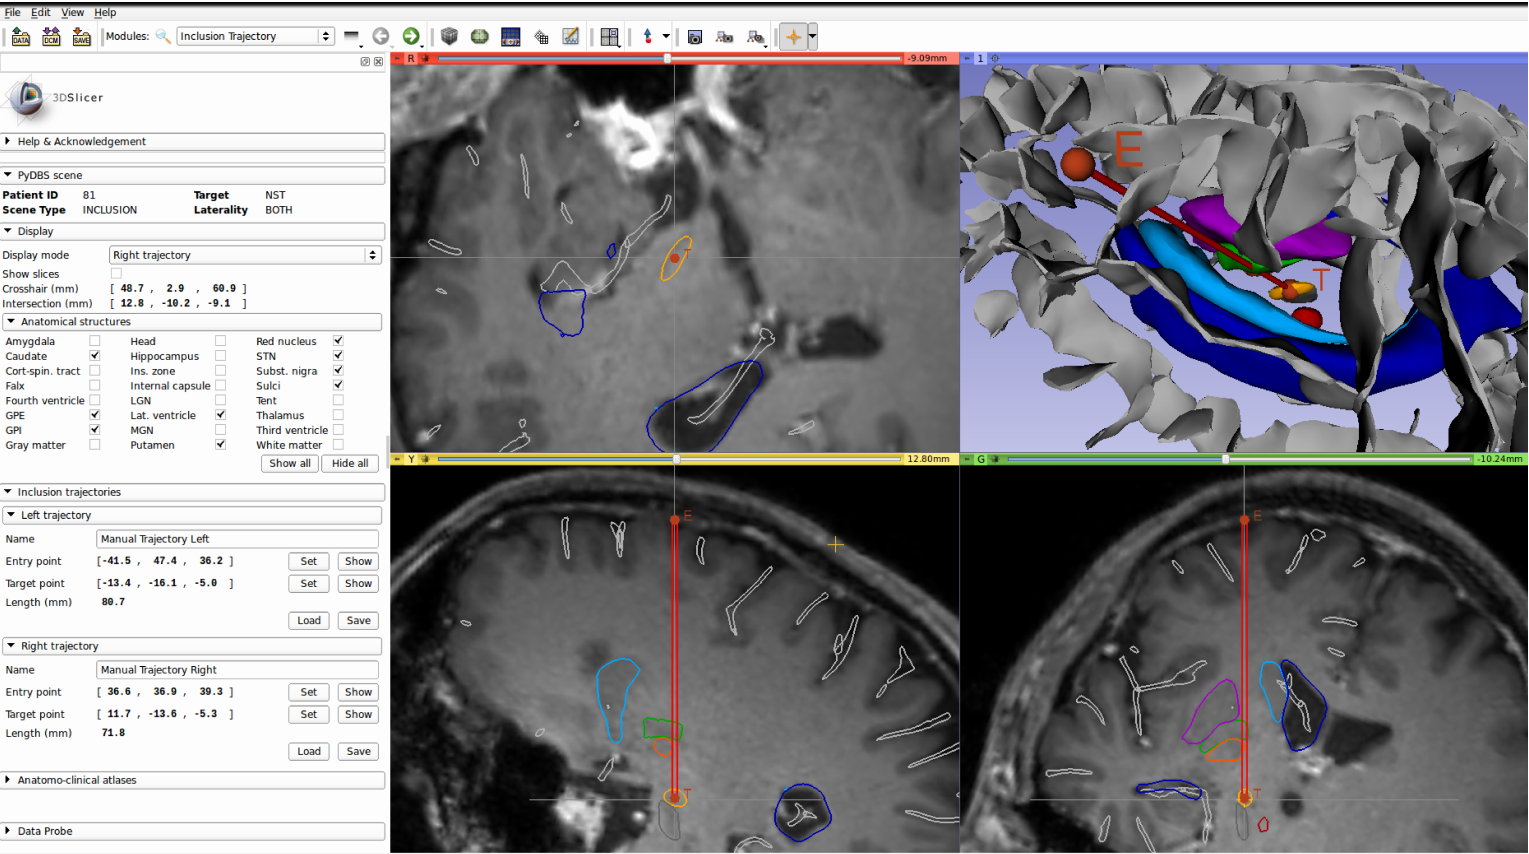 File Edit View Help
DATA DCM SAVE Modules: Inclusion Trajectory
R -9.09mm
1
3DSlicer
Help & Acknowledgement
PyDBS scene
Patient ID 81 Target NST
Scene Type INCLUSION Laterality BOTH
Display
Display mode Right trajectory
Show slices
Crosshair (mm) [ 48.7 , 2.9 , 60.9 ]
Intersection (mm) [ 12.8 , -10.2 , -9.1 ]
Anatomical structures
Amygdala Head Red nucleus
Caudate Hippocampus STN
Cort-spin. tract Ins. zone Subst. nigra
Falx Internal capsule Sulci
Fourth ventricle LGN Tent
GPE Lat. ventricle Thalamus
GPI MGN Third ventricle
Gray matter Putamen White matter
Show all Hide all
Inclusion trajectories
Left trajectory
Name Manual Trajectory Left
Entry point [-41.5 , 47.4 , 36.2 ] Set Show
Target point [-13.4 , -16.1 , -5.0 ] Set Show
Length (mm) 80.7
Load Save
Right trajectory
Name Manual Trajectory Right
Entry point [ 36.6 , 36.9 , 39.3 ] Set Show
Target point [ 11.7 , -13.6 , -5.3 ] Set Show
Length (mm) 71.8
Load Save
Anatomo-clinical atlases
Data Probe
T
E
T
Y 12.80mm
E
T
G -10.24mm
E
T